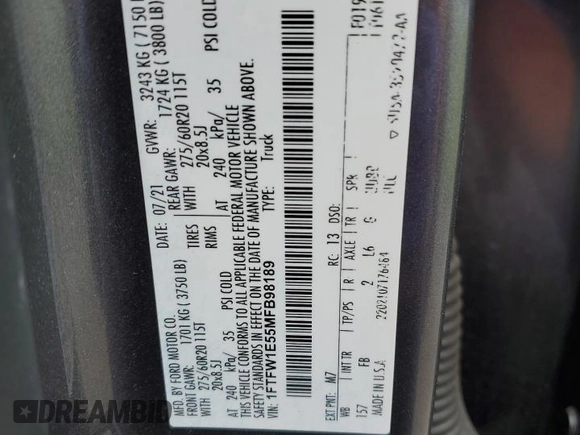 MFD. BY FORD MOTOR CO.
DATE: 07/21 GVWR: 3243 KG ( 7150 L
FRONT GAWR: 1701 KG ( 3750 LB) REAR GAWR: 1724 KG ( 3800 LB)
WITH 275/60R20 115T TIRES WITH 275/60R20 115T
20x8.5J RIMS 20x8.5J
AT 240 kPa/ 35 PSI COLD AT 240 kPa/ 35 PSI COLD
THIS VEHICLE CONFORMS TO ALL APPLICABLE FEDERAL MOTOR VEHICLE
SAFETY STANDARDS IN EFFECT ON THE DATE OF MANUFACTURE SHOWN ABOVE.
VIN: 1FTFW1E55MFB98189
TYPE: Truck
F019
EXT PNT: M7 RC: 13 DSO:
WB INT TR TP/PS R AXLE TR SPR
157 FB 2 L6 G
MADE IN U.S.A.
DREAMBID